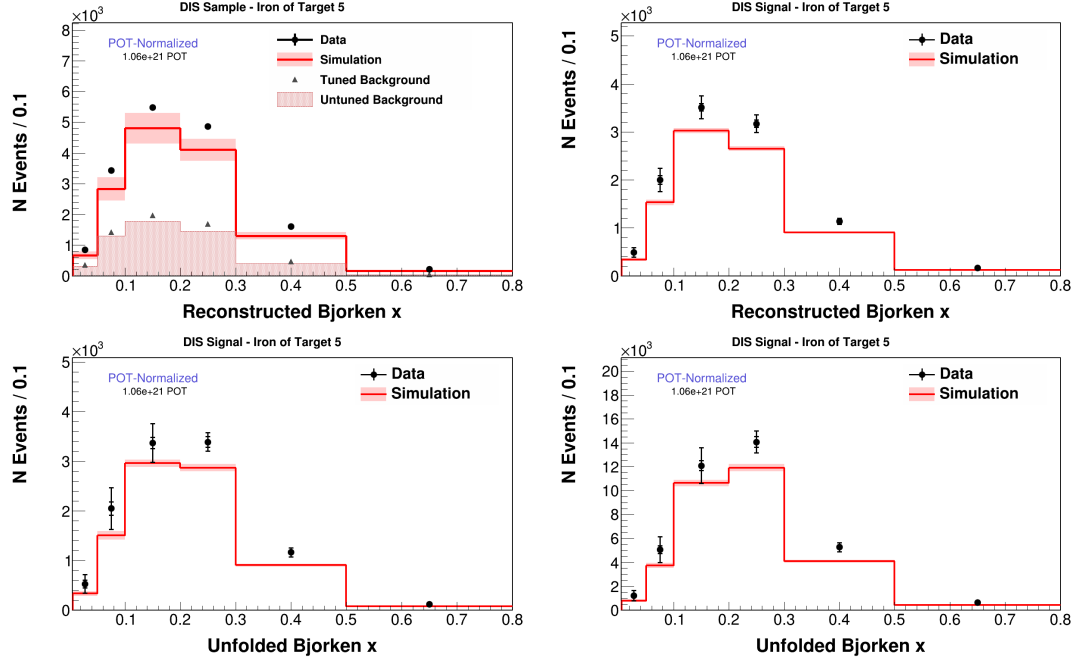 DIS Sample - Iron of Target 5
×10³
POT-Normalized
1.06e+21 POT
Data
Simulation
Tuned Background
Untuned Background
N Events / 0.1
8
7
6
5
4
3
2
1
0
0.1 0.2 0.3 0.4 0.5 0.6 0.7 0.8
Reconstructed Bjorken x
DIS Signal - Iron of Target 5
×10³
POT-Normalized
1.06e+21 POT
Data
Simulation
N Events / 0.1
5
4
3
2
1
0
0.1 0.2 0.3 0.4 0.5 0.6 0.7 0.8
Reconstructed Bjorken x
DIS Signal - Iron of Target 5
×10³
POT-Normalized
1.06e+21 POT
Data
Simulation
N Events / 0.1
5
4
3
2
1
0
0.1 0.2 0.3 0.4 0.5 0.6 0.7 0.8
Unfolded Bjorken x
DIS Signal - Iron of Target 5
×10³
POT-Normalized
1.06e+21 POT
Data
Simulation
N Events / 0.1
20
18
16
14
12
10
8
6
4
2
0
0.1 0.2 0.3 0.4 0.5 0.6 0.7 0.8
Unfolded Bjorken x